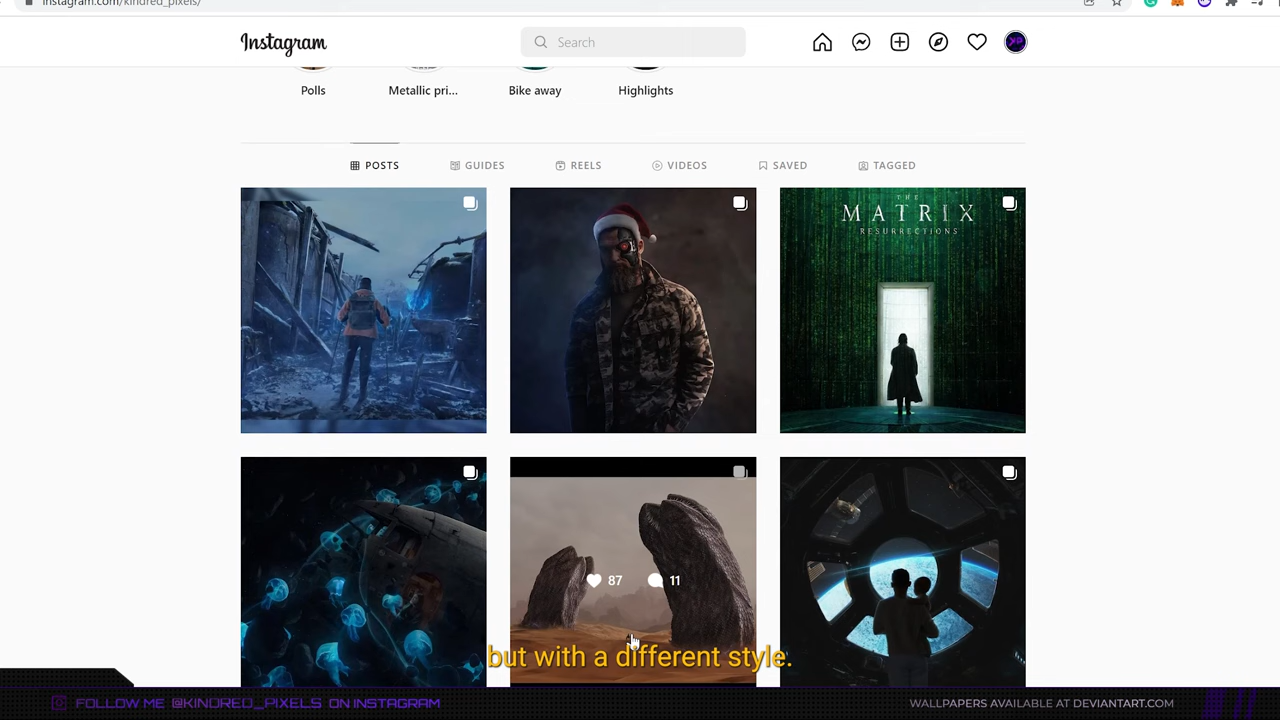 instagram.com/kindred_pixels/
Instagram
Search
Polls
Metallic pri...
Bike away
Highlights
POSTS
GUIDES
REELS
VIDEOS
SAVED
TAGGED
THE
MATRIX
RESURRECTIONS
87
11
but with a different style.
FOLLOW ME @KINDRED_PIXELS ON INSTAGRAM
WALLPAPERS AVAILABLE AT DEVIANTART.COM